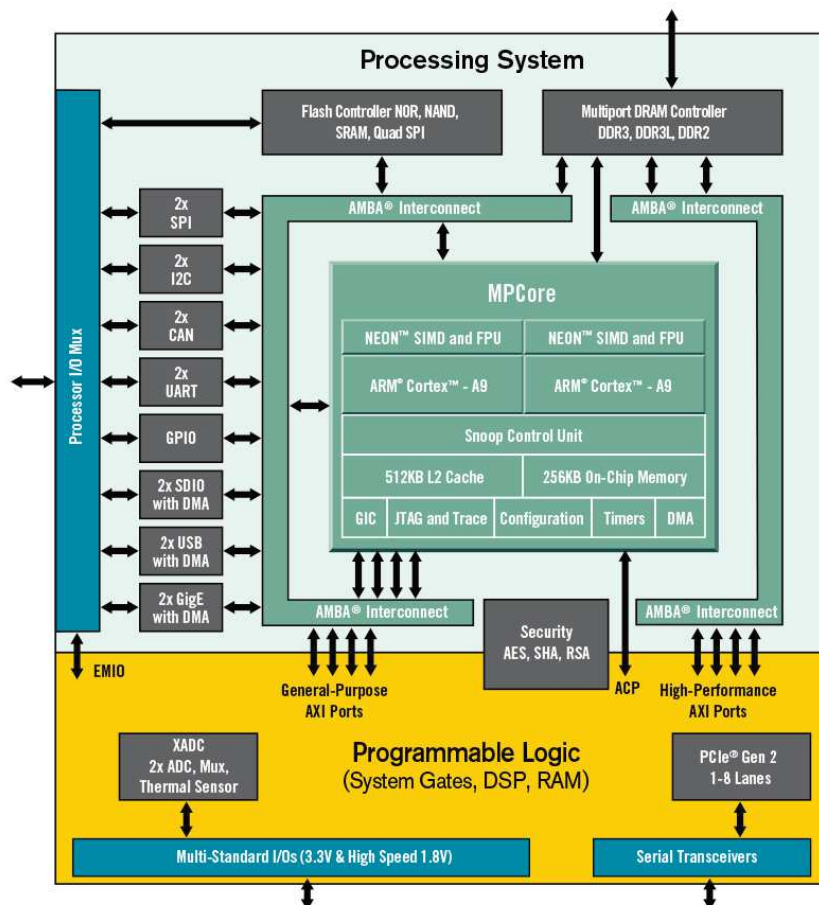 Processing System
Flash Controller NOR, NAND,
SRAM, Quad SPI
Multiport DRAM Controller
DDR3, DDR3L, DDR2
Processor I/O Mux
2x
SPI
2x
I2C
2x
CAN
2x
UART
GPIO
2x SDIO
with DMA
2x USB
with DMA
2x GigE
with DMA
AMBA® Interconnect
AMBA® Interconnect
MPCore
NEON™ SIMD and FPU
NEON™ SIMD and FPU
ARM® Cortex™ - A9
ARM® Cortex™ - A9
Snoop Control Unit
512KB L2 Cache
256KB On-Chip Memory
GIC
JTAG and Trace
Configuration
Timers
DMA
AMBA® Interconnect
AMBA® Interconnect
Security
AES, SHA, RSA
EMIO
General-Purpose
AXI Ports
ACP
High-Performance
AXI Ports
XADC
2x ADC, Mux,
Thermal Sensor
Programmable Logic
(System Gates, DSP, RAM)
PCIe® Gen 2
1-8 Lanes
Multi-Standard I/Os (3.3V & High Speed 1.8V)
Serial Transceivers